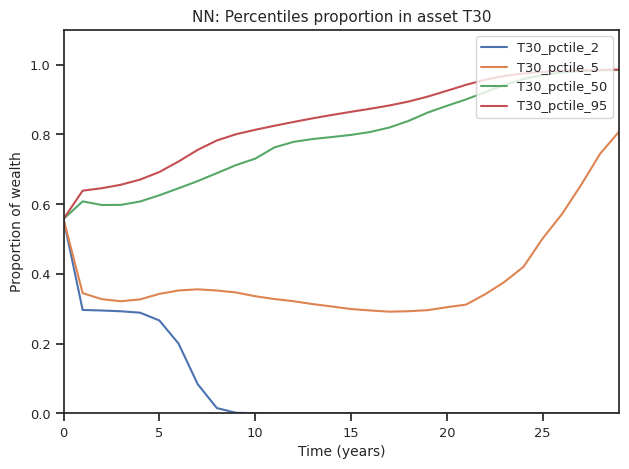 NN: Percentiles proportion in asset T30
T30_pctile_2
T30_pctile_5
T30_pctile_50
T30_pctile_95
Proportion of wealth
1.0
0.8
0.6
0.4
0.2
0.0
0 5 10 15 20 25
Time (years)